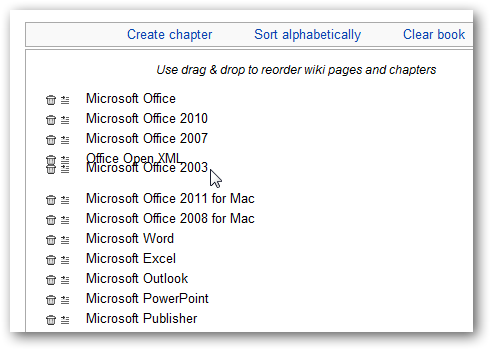 Create chapter Sort alphabetically Clear book
Use drag & drop to reorder wiki pages and chapters
Microsoft Office
Microsoft Office 2010
Microsoft Office 2007
Office Open XML
Microsoft Office 2003
Microsoft Office 2011 for Mac
Microsoft Office 2008 for Mac
Microsoft Word
Microsoft Excel
Microsoft Outlook
Microsoft PowerPoint
Microsoft Publisher